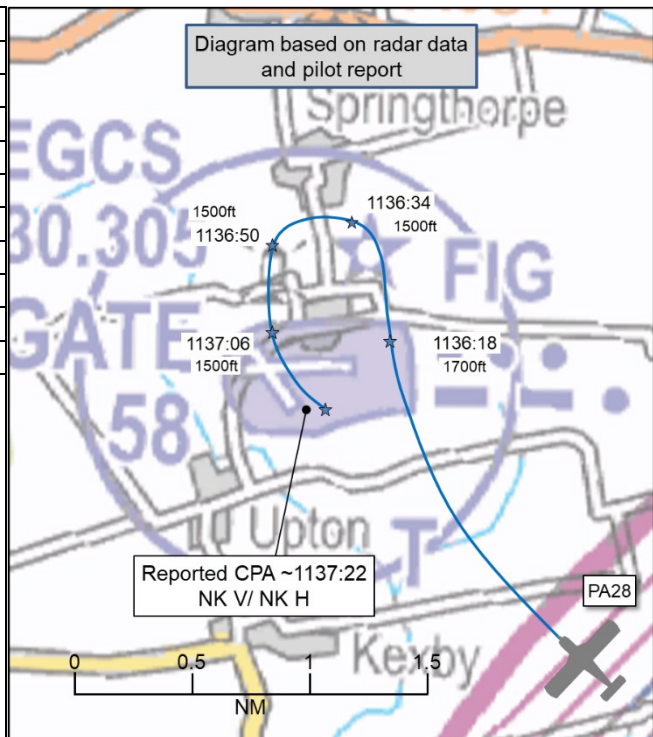 Diagram based on radar data
and pilot report
Springthorpe
EGCS
30.305
1136:34
1500ft
1500ft
1136:50
FIG
GATE
1137:06
1500ft
1136:18
1700ft
58
Upton
T
Reported CPA ~1137:22
NK V/ NK H
PA28
Kexby
0 0.5 1 1.5
NM